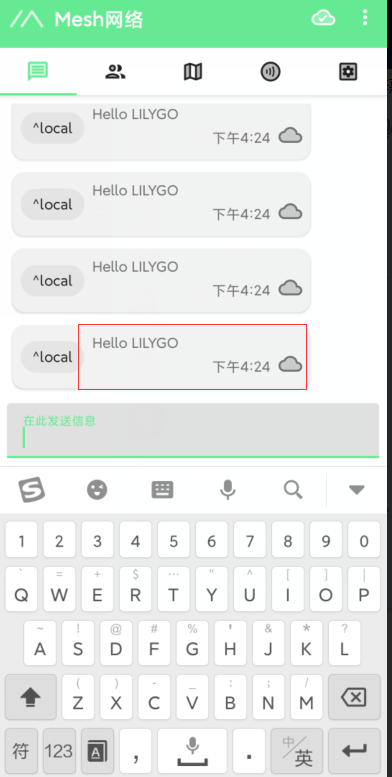 Mesh网络
Hello LILYGO
^local
下午4:24
Hello LILYGO
^local
下午4:24
Hello LILYGO
^local
下午4:24
Hello LILYGO
^local
下午4:24
在此发送信息
S
1 2 3 4 5 6 7 8 9 0
` = + $ … " ^ [ ] |
Q W E R T Y U I O P
~ ! @ # % ' & * ?
A S D F G H J K L
( ) - _ : ; /
Z X C V B N M
符 123 A , . 中/英